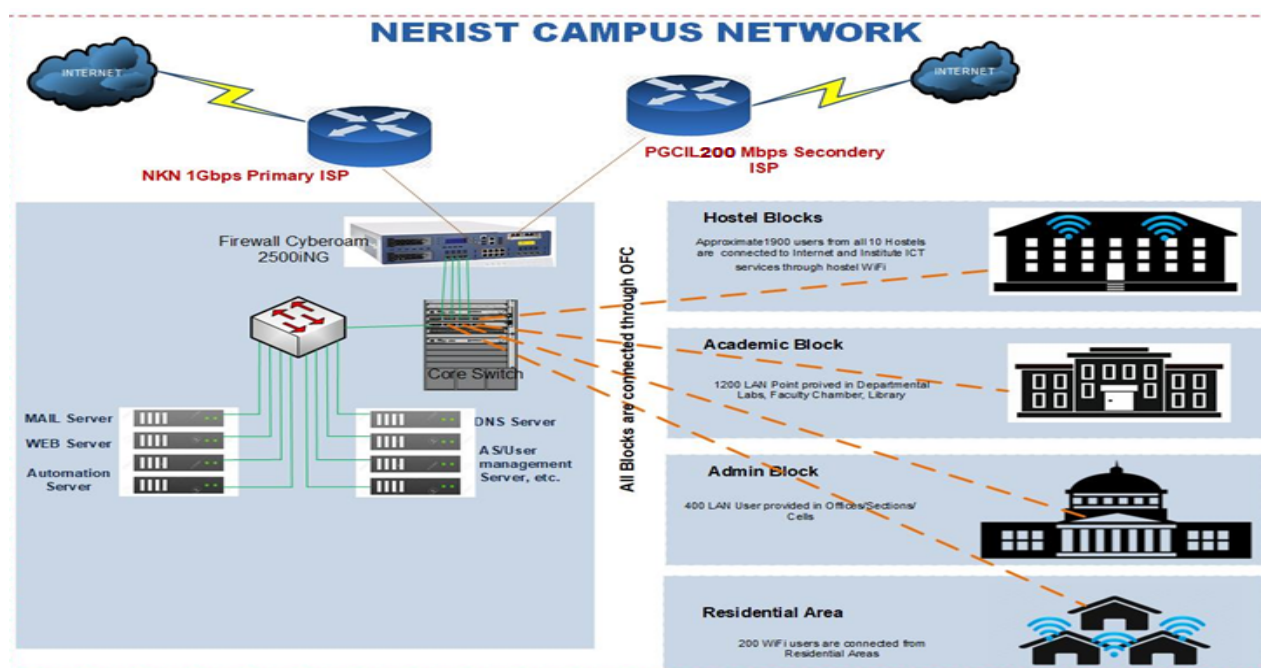 NERIST CAMPUS NETWORK
INTERNET
INTERNET
NKN 1Gbps Primary ISP
PGCIL200 Mbps Secondery
ISP
Firewall Cyberoam
2500iNG
Core Switch
MAIL Server
WEB Server
Automation
Server
DNS Server
AS/User
management
Server, etc.
All Blocks are connected through OFC
Hostel Blocks
Approximate1900 users from all 10 Hostels
are connected to Internet and Institute ICT
services through hostel WiFi
Academic Block
1200 LAN Point proived in Departmental
Labs, Faculty Chamber, Library
Admin Block
400 LAN User provided in Offices/Sections/
Cells
Residential Area
200 WiFi users are connected from
Residential Areas